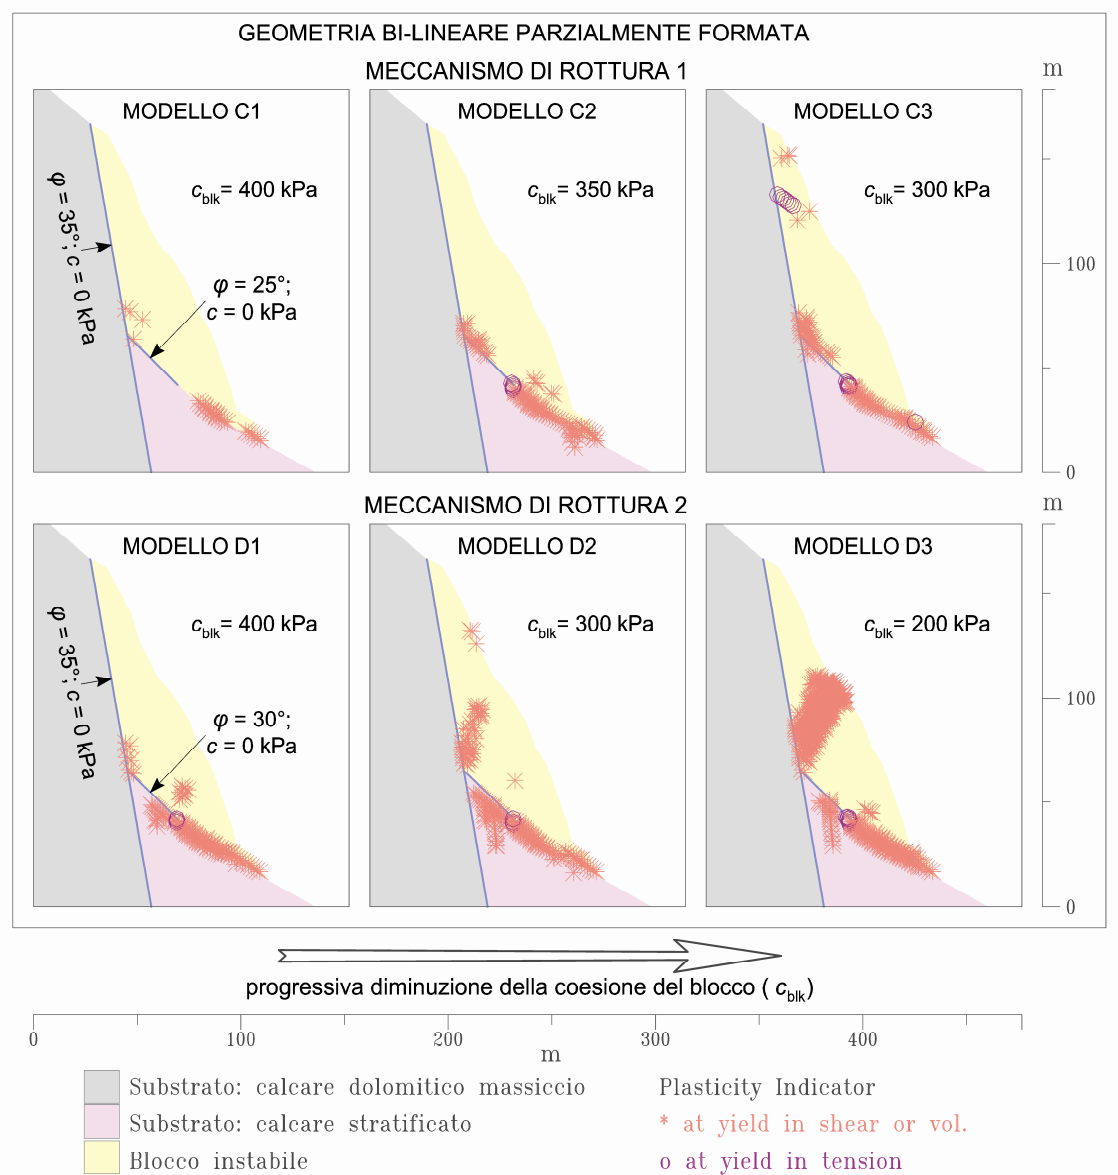 GEOMETRIA BI-LINEARE PARZIALMENTE FORMATA
MECCANISMO DI ROTTURA 1
m
MODELLO C1
MODELLO C2
MODELLO C3
cblk= 400 kPa
cblk= 350 kPa
cblk= 300 kPa
φ = 35°; c = 0 kPa
φ = 25°;
c = 0 kPa
100
0
MECCANISMO DI ROTTURA 2
m
MODELLO D1
MODELLO D2
MODELLO D3
cblk= 400 kPa
cblk= 300 kPa
cblk= 200 kPa
φ = 35°; c = 0 kPa
φ = 30°;
c = 0 kPa
100
0
progressiva diminuzione della coesione del blocco ( cblk)
0 100 200 300 400
m
Substrato: calcare dolomitico massiccio
Substrato: calcare stratificato
Blocco instabile
Plasticity Indicator
* at yield in shear or vol.
o at yield in tension